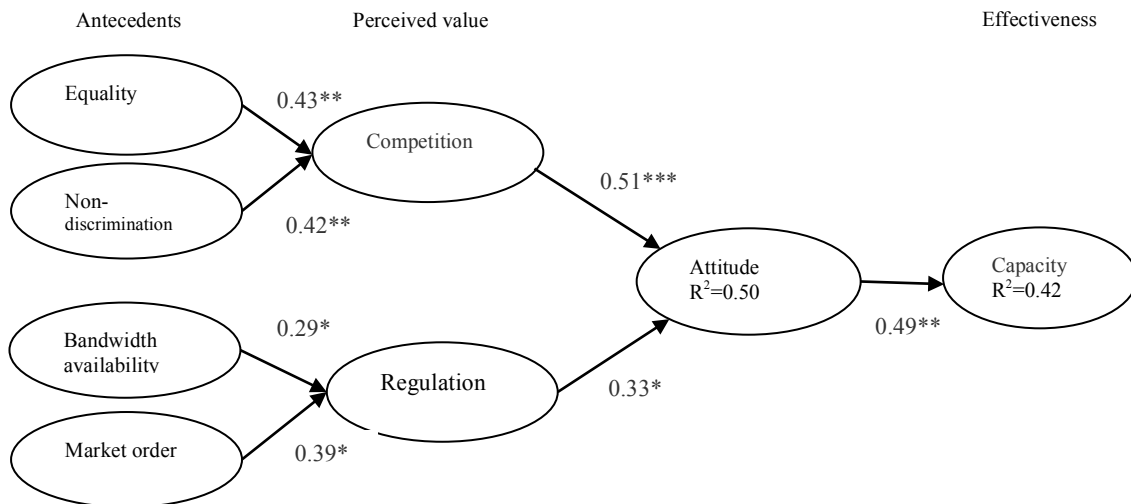 Antecedents
Perceived value
Effectiveness
Equality
0.43**
Competition
Non-
discrimination
0.42**
0.51***
Attitude
R²=0.50
Capacity
R²=0.42
0.49**
Bandwidth
availability
0.29*
Regulation
0.33*
Market order
0.39*